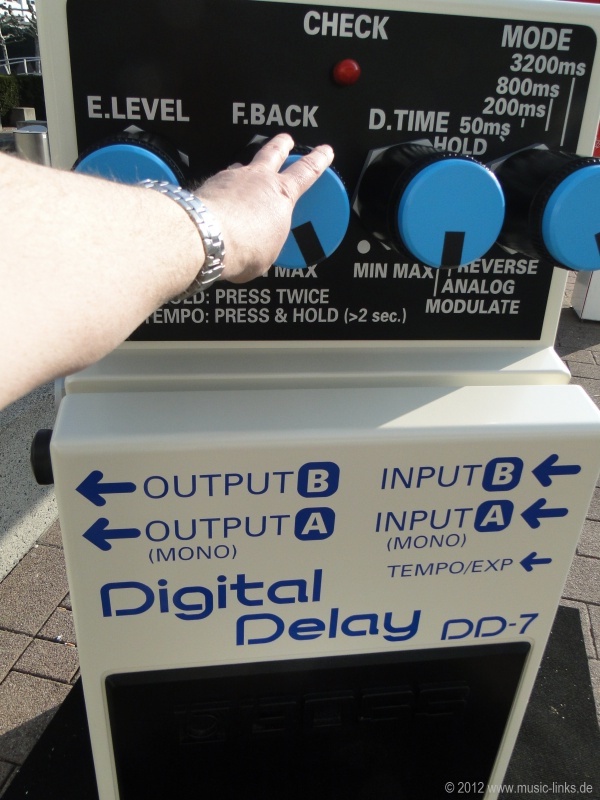 CHECK
MODE
3200ms
800ms
200ms
50ms
HOLD
E.LEVEL
F.BACK
D.TIME
MAX
MIN MAX
REVERSE
ANALOG
MODULATE
PRESS TWICE
TEMPO: PRESS & HOLD (>2 sec.)
OUTPUT B
INPUT B
OUTPUT A
(MONO)
INPUT A
(MONO)
TEMPO/EXP
Digital
Delay DD-7
BOSS
© 2012 www.music-links.de